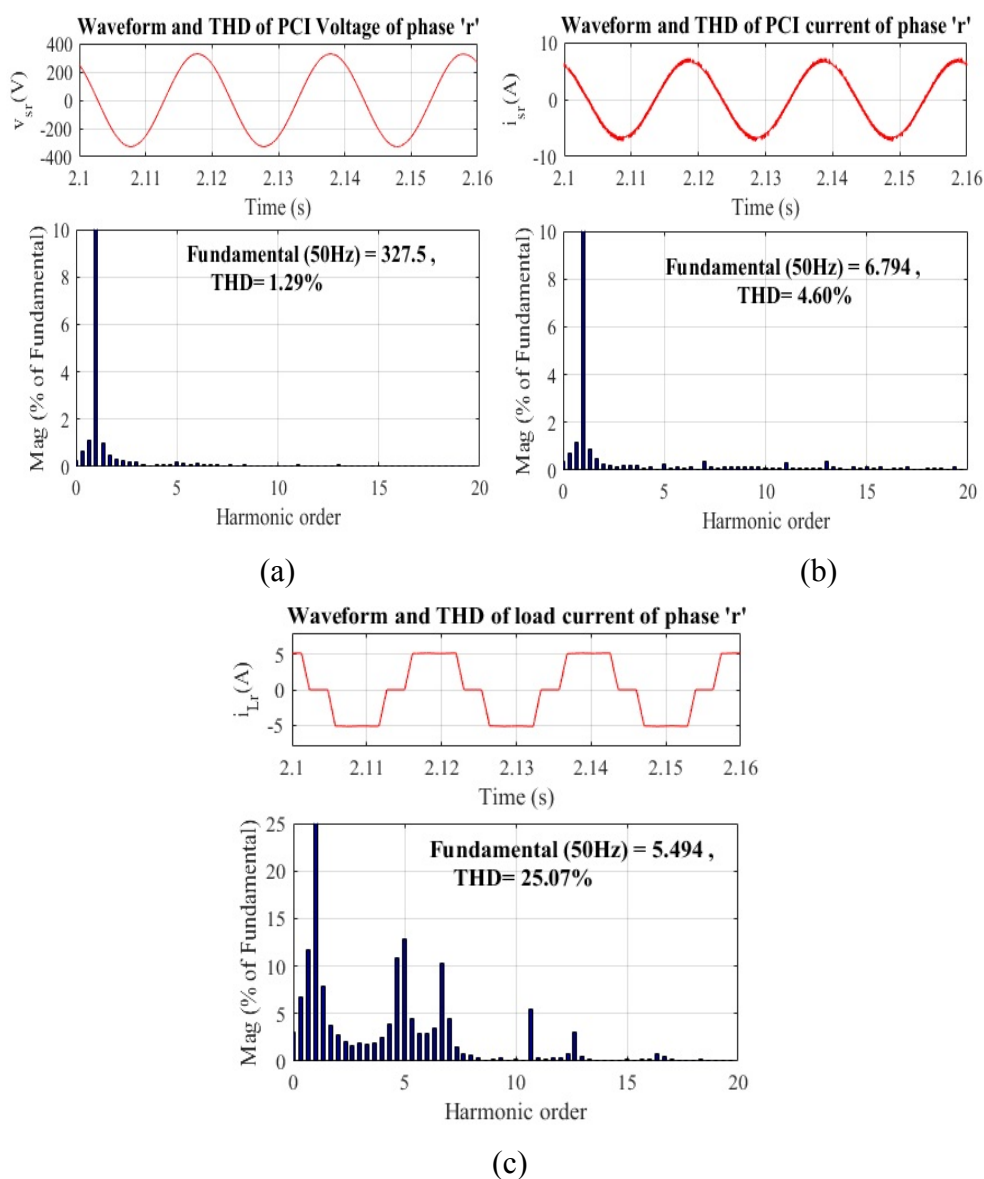 Waveform and THD of PCI Voltage of phase 'r'
400
200
0
-200
-400
v_sr(V)
2.1 2.11 2.12 2.13 2.14 2.15 2.16
Time (s)
10
8
6
4
2
0
Mag (% of Fundamental)
Fundamental (50Hz) = 327.5 ,
THD= 1.29%
0 5 10 15 20
Harmonic order
(a)
Waveform and THD of PCI current of phase 'r'
10
0
-10
i_sr(A)
2.1 2.11 2.12 2.13 2.14 2.15 2.16
Time (s)
10
8
6
4
2
0
Mag (% of Fundamental)
Fundamental (50Hz) = 6.794 ,
THD= 4.60%
0 5 10 15 20
Harmonic order
(b)
Waveform and THD of load current of phase 'r'
5
0
-5
i_Lr(A)
2.1 2.11 2.12 2.13 2.14 2.15 2.16
Time (s)
25
20
15
10
5
0
Mag (% of Fundamental)
Fundamental (50Hz) = 5.494 ,
THD= 25.07%
0 5 10 15 20
Harmonic order
(c)